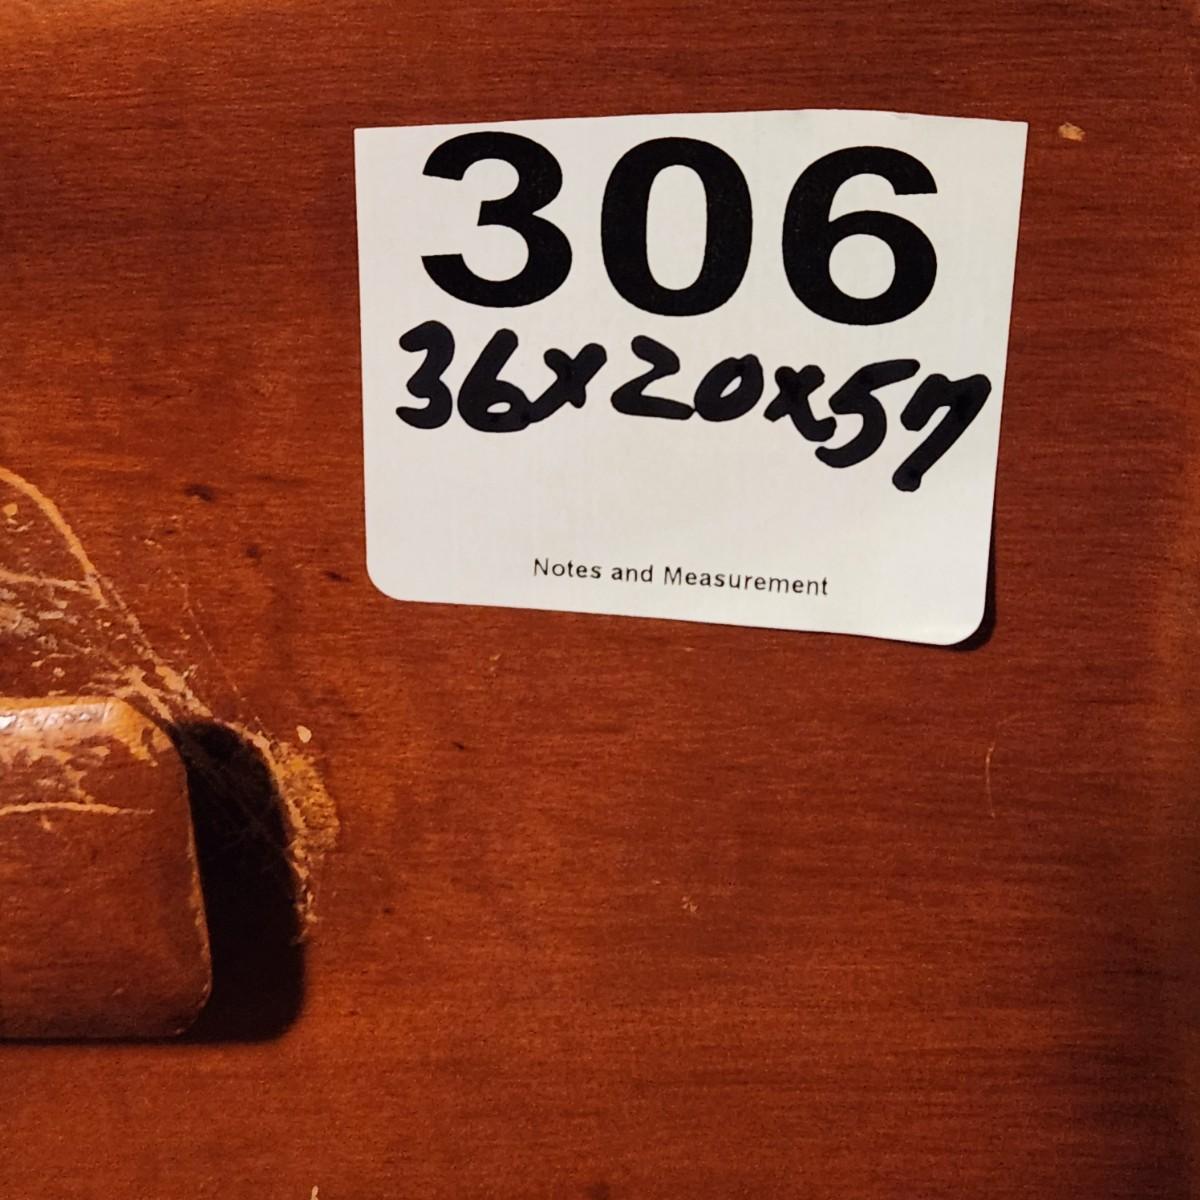 306
36x20x57
Notes and Measurement